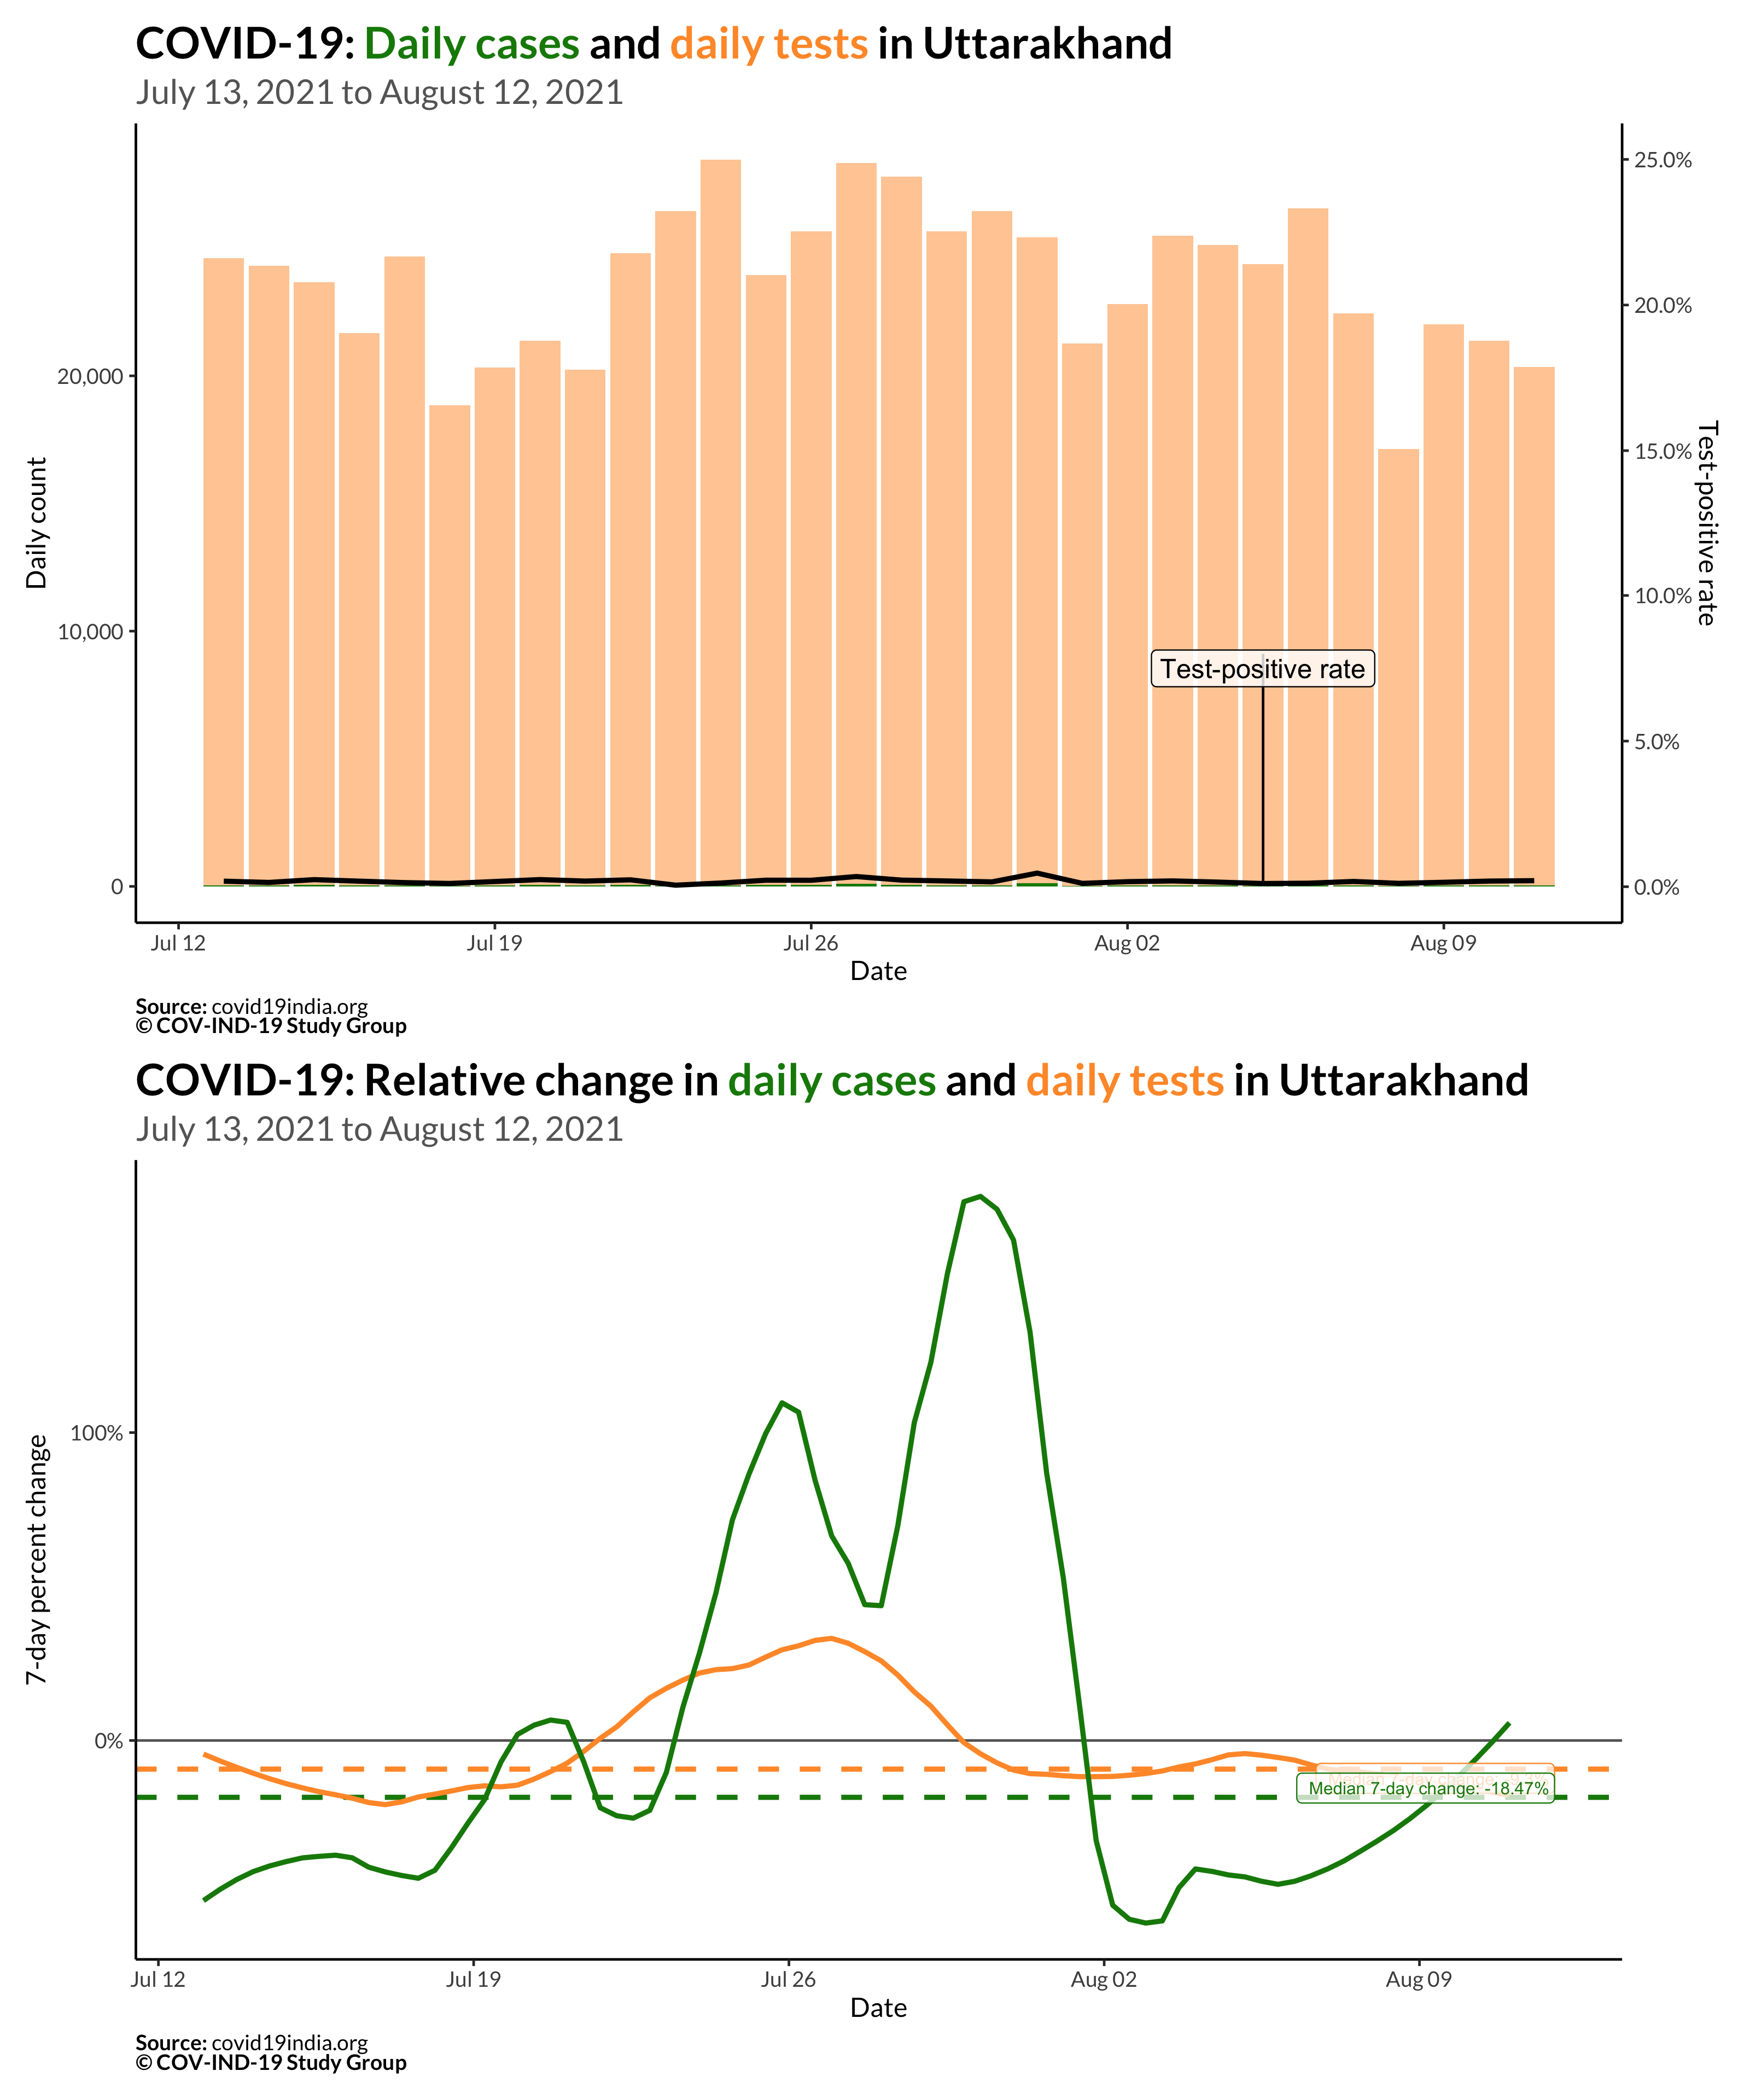 COVID-19: Daily cases and daily tests in Uttarakhand
July 13, 2021 to August 12, 2021
25.0%
20.0%
20,000
15.0%
Daily count
Test-positive rate
10,000
10.0%
Test-positive rate
5.0%
0
0.0%
Jul 12
Jul 19
Jul 26
Aug 02
Aug 09
Date
Source: covid19india.org
© COV-IND-19 Study Group
COVID-19: Relative change in daily cases and daily tests in Uttarakhand
July 13, 2021 to August 12, 2021
100%
7-day percent change
0%
Median 7-day change:
Median 7-day change: -18.47%
Jul 12
Jul 19
Jul 26
Aug 02
Aug 09
Date
Source: covid19india.org
© COV-IND-19 Study Group